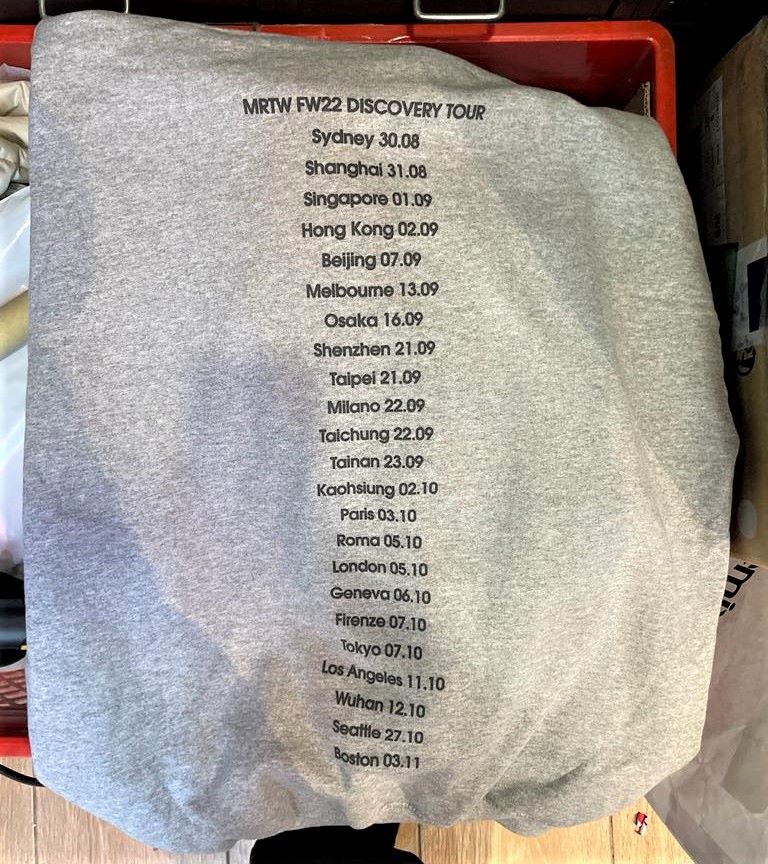 MRTW FW22 DISCOVERY TOUR
Sydney 30.08
Shanghai 31.08
Singapore 01.09
Hong Kong 02.09
Beijing 07.09
Melbourne 13.09
Osaka 16.09
Shenzhen 21.09
Taipei 21.09
Milano 22.09
Taichung 22.09
Tainan 23.09
Kaohsiung 02.10
Paris 03.10
Roma 05.10
London 05.10
Geneva 06.10
Firenze 07.10
Tokyo 07.10
Los Angeles 11.10
Wuhan 12.10
Seattle 27.10
Boston 03.11